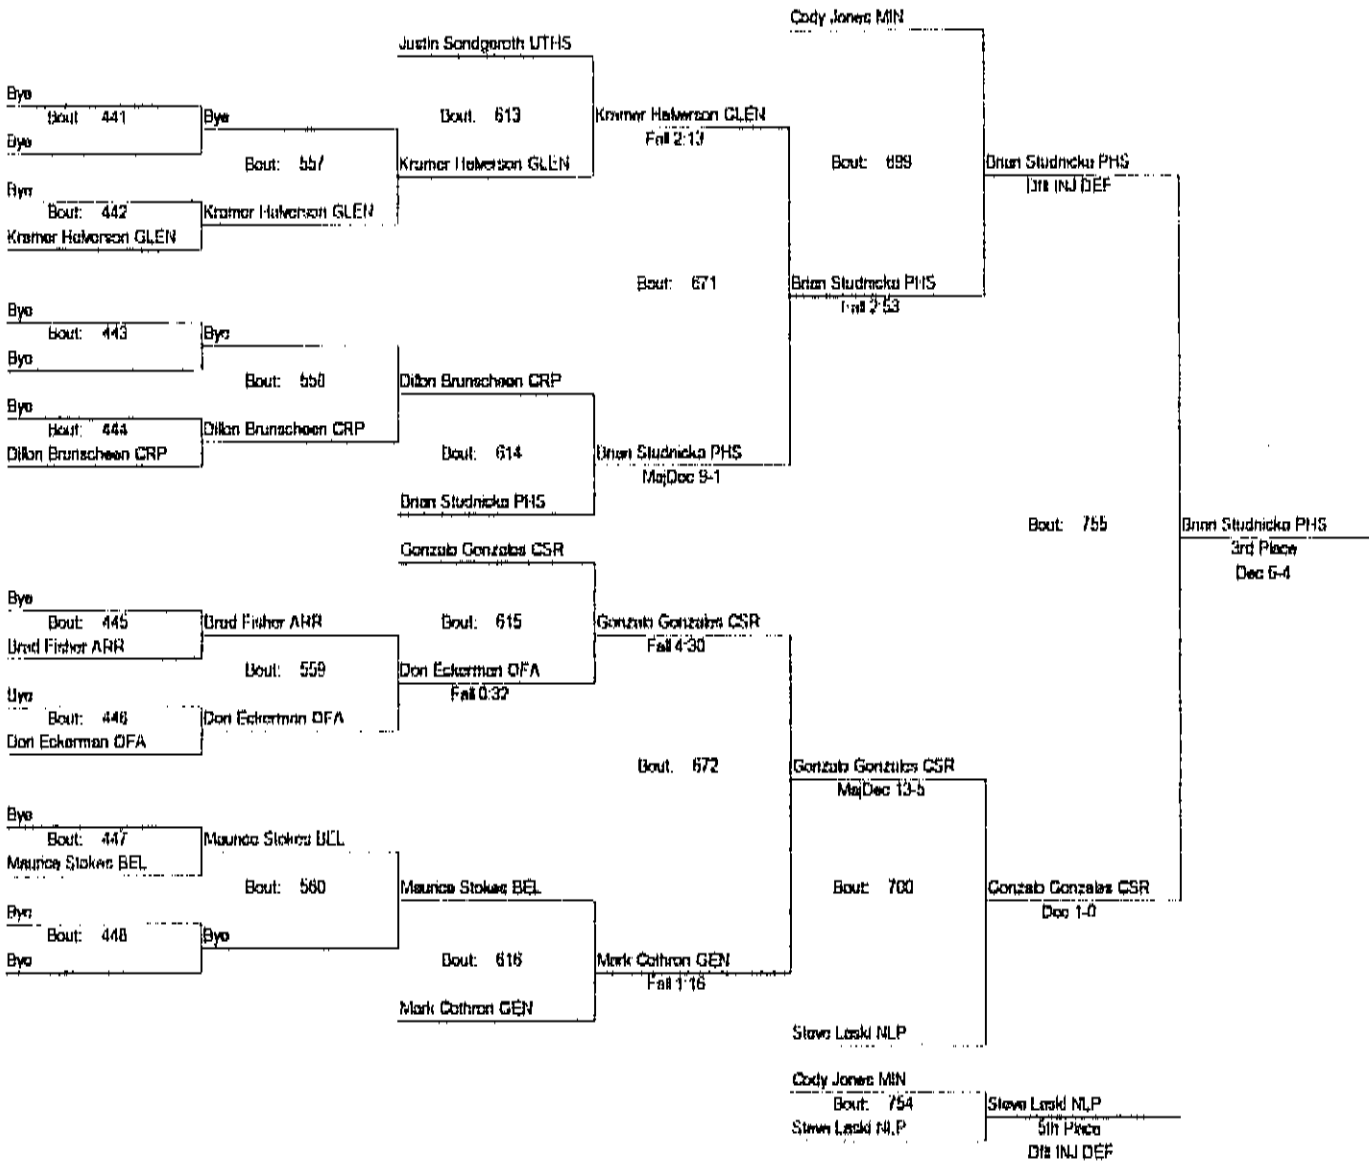 Cody Jones MIN
Justin Sondgeroth UTHS
Bye
Bout 441
Bye
Bye
Bout: 613
Kramer Halverson GLEN
Fall 2:13
Bout: 557
Kramer Halverson GLEN
Bout: 699
Brian Studnicka PHS
Dflt INJ DEF
Bye
Bout: 442
Kramer Halverson GLEN
Kramer Halverson GLEN
Bout: 671
Brian Studnicka PHS
Fall 2:53
Bye
Bout: 443
Bye
Bye
Bout: 558
Dillon Brunscheen CRP
Bye
Bout: 444
Dillon Brunscheen CRP
Dillon Brunscheen CRP
Bout: 614
Brian Studnicka PHS
MajDec 9-1
Brian Studnicka PHS
Bout: 755
Brian Studnicka PHS
3rd Place
Dec 6-4
Gonzalo Gonzales CSR
Bye
Bout: 445
Brad Fisher ARR
Brad Fisher ARR
Bout: 615
Gonzalo Gonzales CSR
Fall 4:30
Bout: 559
Don Eckerman OFA
Fall 0:32
Bye
Bout: 446
Don Eckerman OFA
Don Eckerman OFA
Bout. 672
Gonzalo Gonzales CSR
MajDec 13-5
Bye
Bout: 447
Maurice Stokes BEL
Maurice Stokes BEL
Bout: 560
Maurice Stokes BEL
Bout: 700
Gonzalo Gonzales CSR
Dec 1-0
Bye
Bout: 448
Bye
Bye
Bout: 616
Mark Cothron GEN
Fall 1:16
Mark Cothron GEN
Steve Laski NLP
Cody Jones MIN
Bout: 754
Steve Laski NLP
Steve Laski NLP
5th Place
Dflt INJ DEF